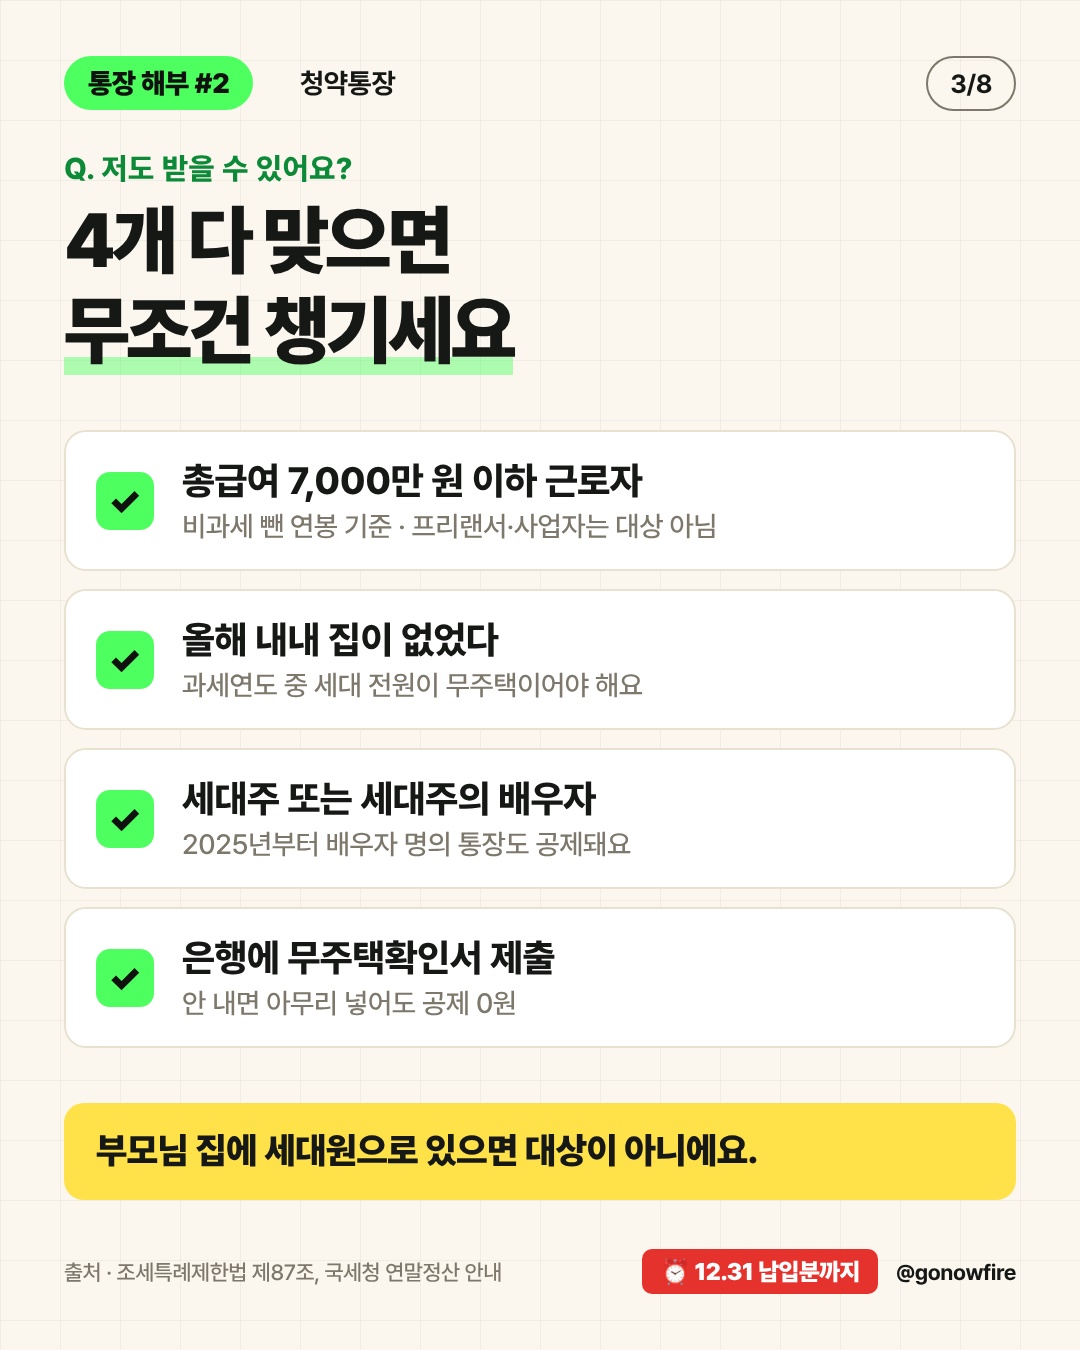 통장 해부 #2
청약통장
3/8
Q. 저도 받을 수 있어요?
4개 다 맞으면
무조건 챙기세요
총급여 7,000만 원 이하 근로자
비과세 뺀 연봉 기준 · 프리랜서·사업자는 대상 아님
올해 내내 집이 없었다
과세연도 중 세대 전원이 무주택이어야 해요
세대주 또는 세대주의 배우자
2025년부터 배우자 명의 통장도 공제돼요
은행에 무주택확인서 제출
안 내면 아무리 넣어도 공제 0원
부모님 집에 세대원으로 있으면 대상이 아니에요.
출처 · 조세특례제한법 제87조, 국세청 연말정산 안내
⏰ 12.31 납입분까지
@gonowfire